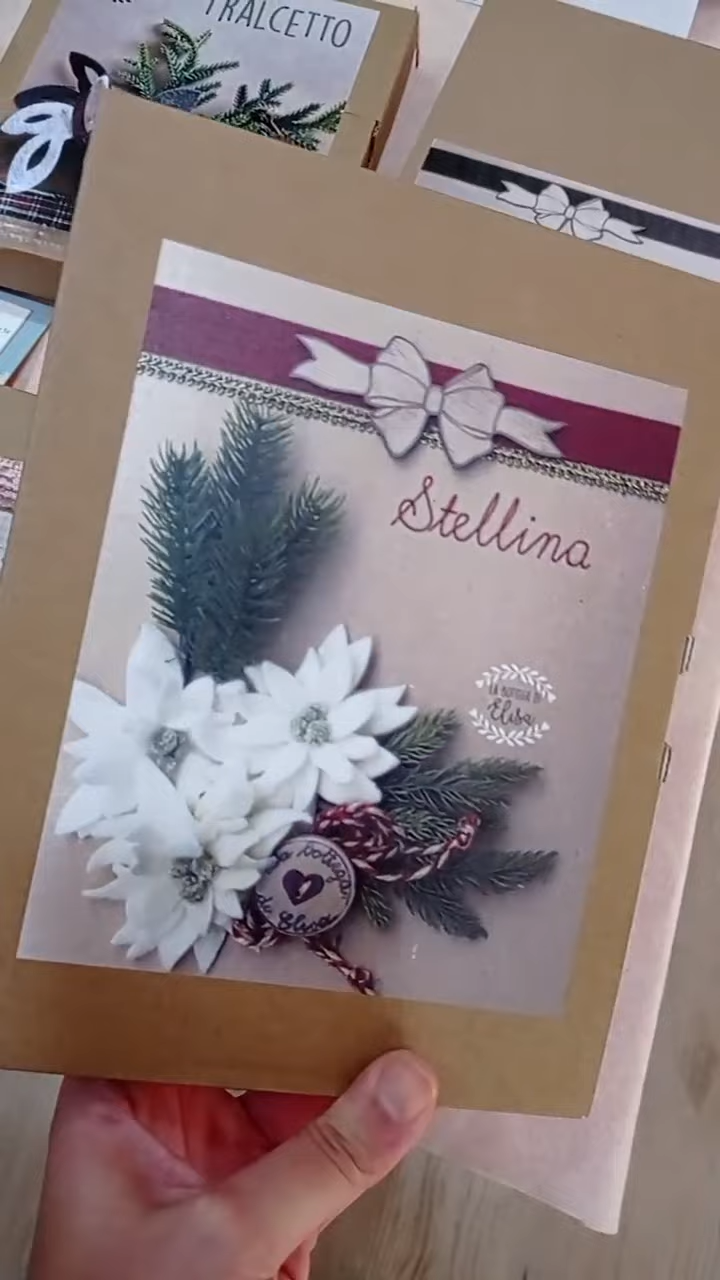 TRALCETTO
Stellina
LA BOTTEGA DI
Elisa
la bottega
di Elisa